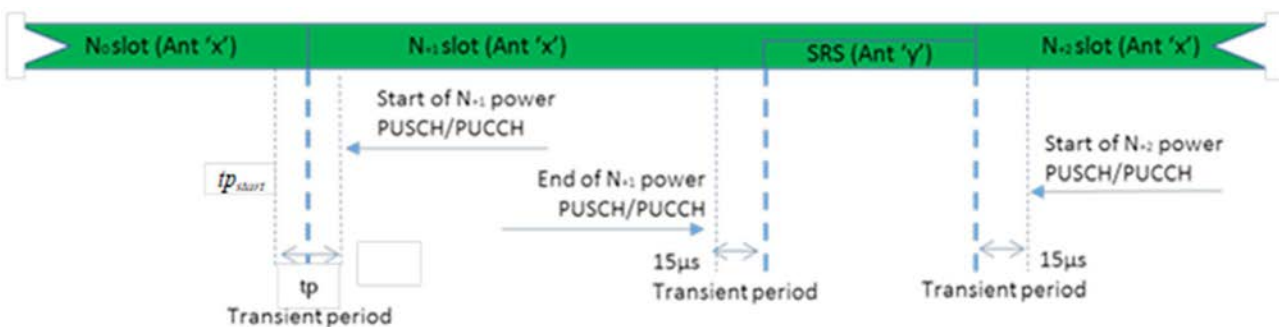 N₀ slot (Ant ‘x’)
N₊₁ slot (Ant ‘x’)
SRS (Ant ‘y’)
N₊₂ slot (Ant ‘x’)
Start of N₊₁ power
PUSCH/PUCCH
Start of N₊₂ power
PUSCH/PUCCH
tp_start
End of N₊₁ power
PUSCH/PUCCH
15µs
Transient period
15µs
Transient period
tp
Transient period